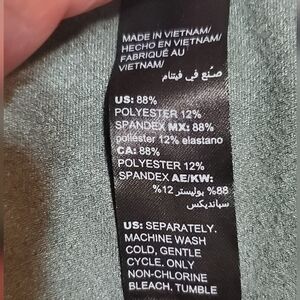 MADE IN VIETNAM/
HECHO EN VIETNAM/
FABRIQUÉ AU
VIETNAM/
صنع في فيتنام
US: 88%
POLYESTER 12%
SPANDEX MX: 88%
poliéster 12% elastano
CA: 88%
POLYESTER 12%
SPANDEX AE/KW:
88% بوليستر 12%
سباندیکس
US: SEPARATELY.
MACHINE WASH
COLD, GENTLE
CYCLE. ONLY
NON-CHLORINE
BLEACH. TUMBLE